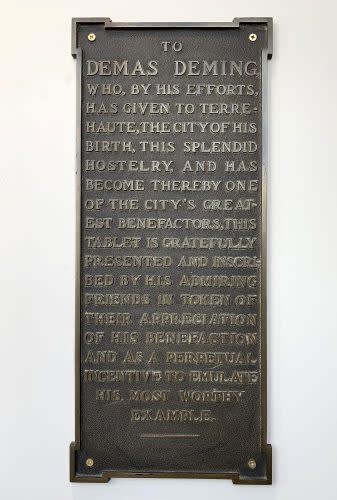 TO
DEMAS DEMING,
WHO, BY HIS EFFORTS,
HAS GIVEN TO TERRE-
HAUTE, THE CITY OF HIS
BIRTH, THIS SPLENDID
HOSTELRY, AND HAS
BECOME THEREBY ONE
OF THE CITY'S GREAT-
EST BENEFACTORS, THIS
TABLET IS GRATEFULLY
PRESENTED AND INSCRI-
BED BY HIS ADMIRING
FRIENDS IN TOKEN OF
THEIR APPRECIATION
OF HIS BENEFACTION
AND AS A PERPETUAL
INCENTIVE TO EMULATE
HIS MOST WORTHY
EXAMPLE.